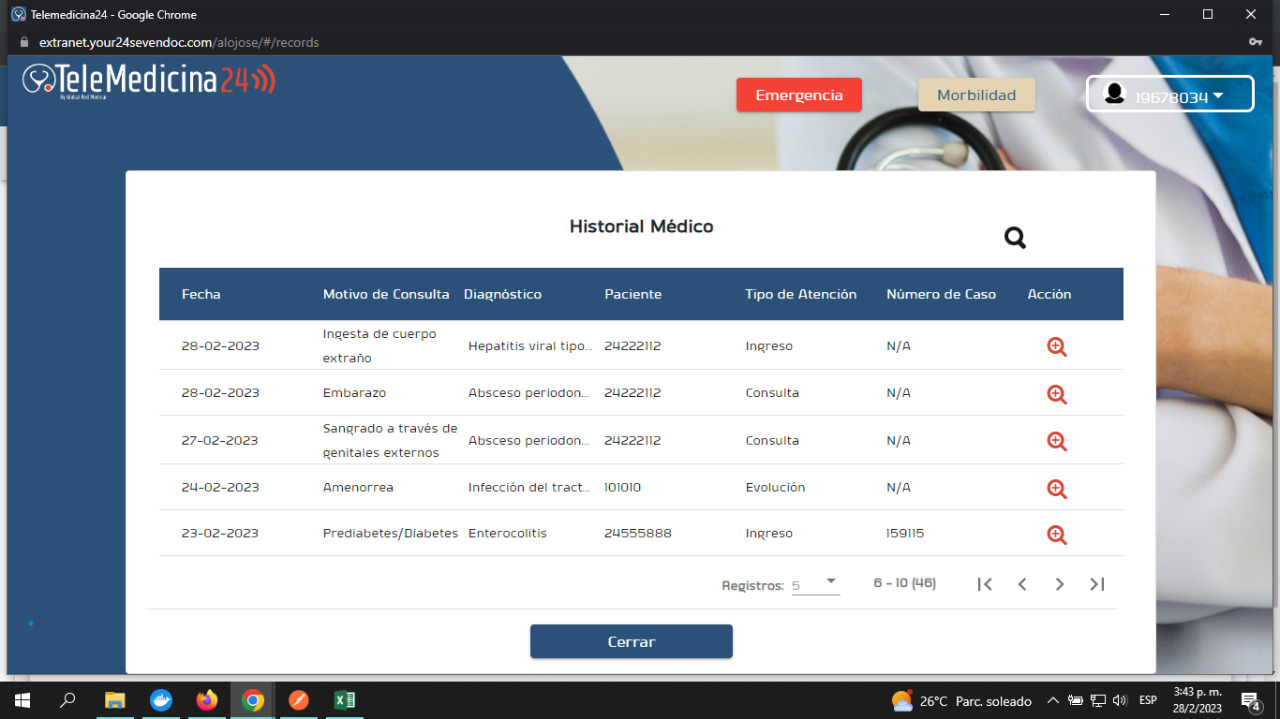 Telemedicina24 - Google Chrome
extranet.your24sevendoc.com/alojose/#/records
TeleMedicina24
By Global Red Medical
Emergencia
Morbilidad
19678034
Historial Médico
Fecha Motivo de Consulta Diagnóstico Paciente Tipo de Atención Número de Caso Acción
28-02-2023 Ingesta de cuerpo extraño Hepatitis viral tipo... 24222112 Ingreso N/A
28-02-2023 Embarazo Absceso periodon... 24222112 Consulta N/A
27-02-2023 Sangrado a través de genitales externos Absceso periodon... 24222112 Consulta N/A
24-02-2023 Amenorrea Infección del tract... 101010 Evolución N/A
23-02-2023 Prediabetes/Diabetes Enterocolitis 24555888 Ingreso 159115
Registros: 5 6 - 10 (46)
Cerrar
26°C Parc. soleado ESP 3:43 p. m.
28/2/2023 4